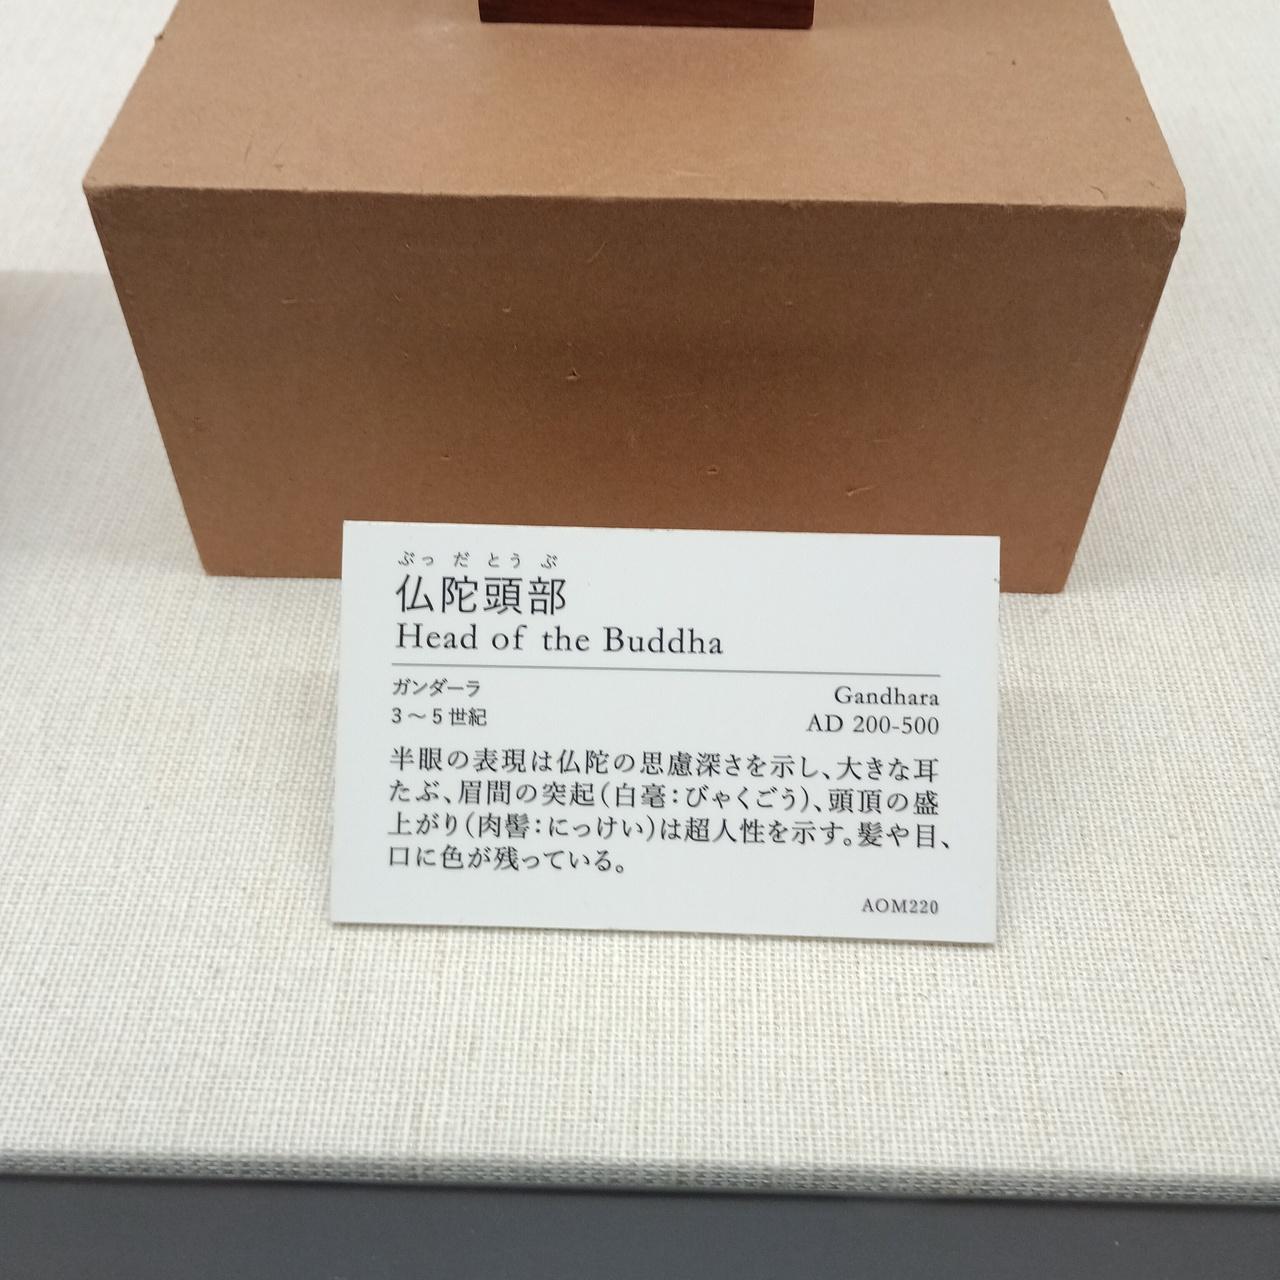 ぶっだとうぶ
仏陀頭部
Head of the Buddha
ガンダーラ
Gandhara
3〜5世紀
AD 200-500
半眼の表現は仏陀の思慮深さを示し、大きな耳
たぶ、眉間の突起(白毫:びゃくごう)、頭頂の盛
上がり(肉髻:にっけい)は超人性を示す。髪や目、
口に色が残っている。
AOM220